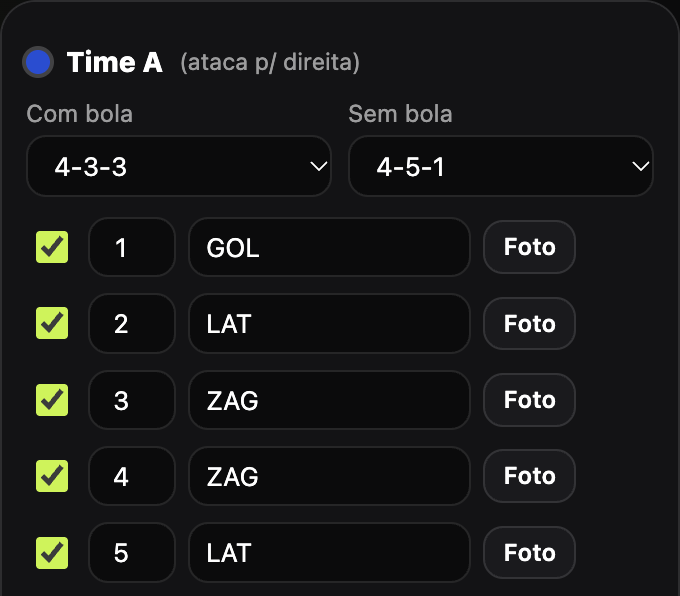 Time A (ataca p/ direita)
Com bola Sem bola
4-3-3 4-5-1
1 GOL Foto
2 LAT Foto
3 ZAG Foto
4 ZAG Foto
5 LAT Foto